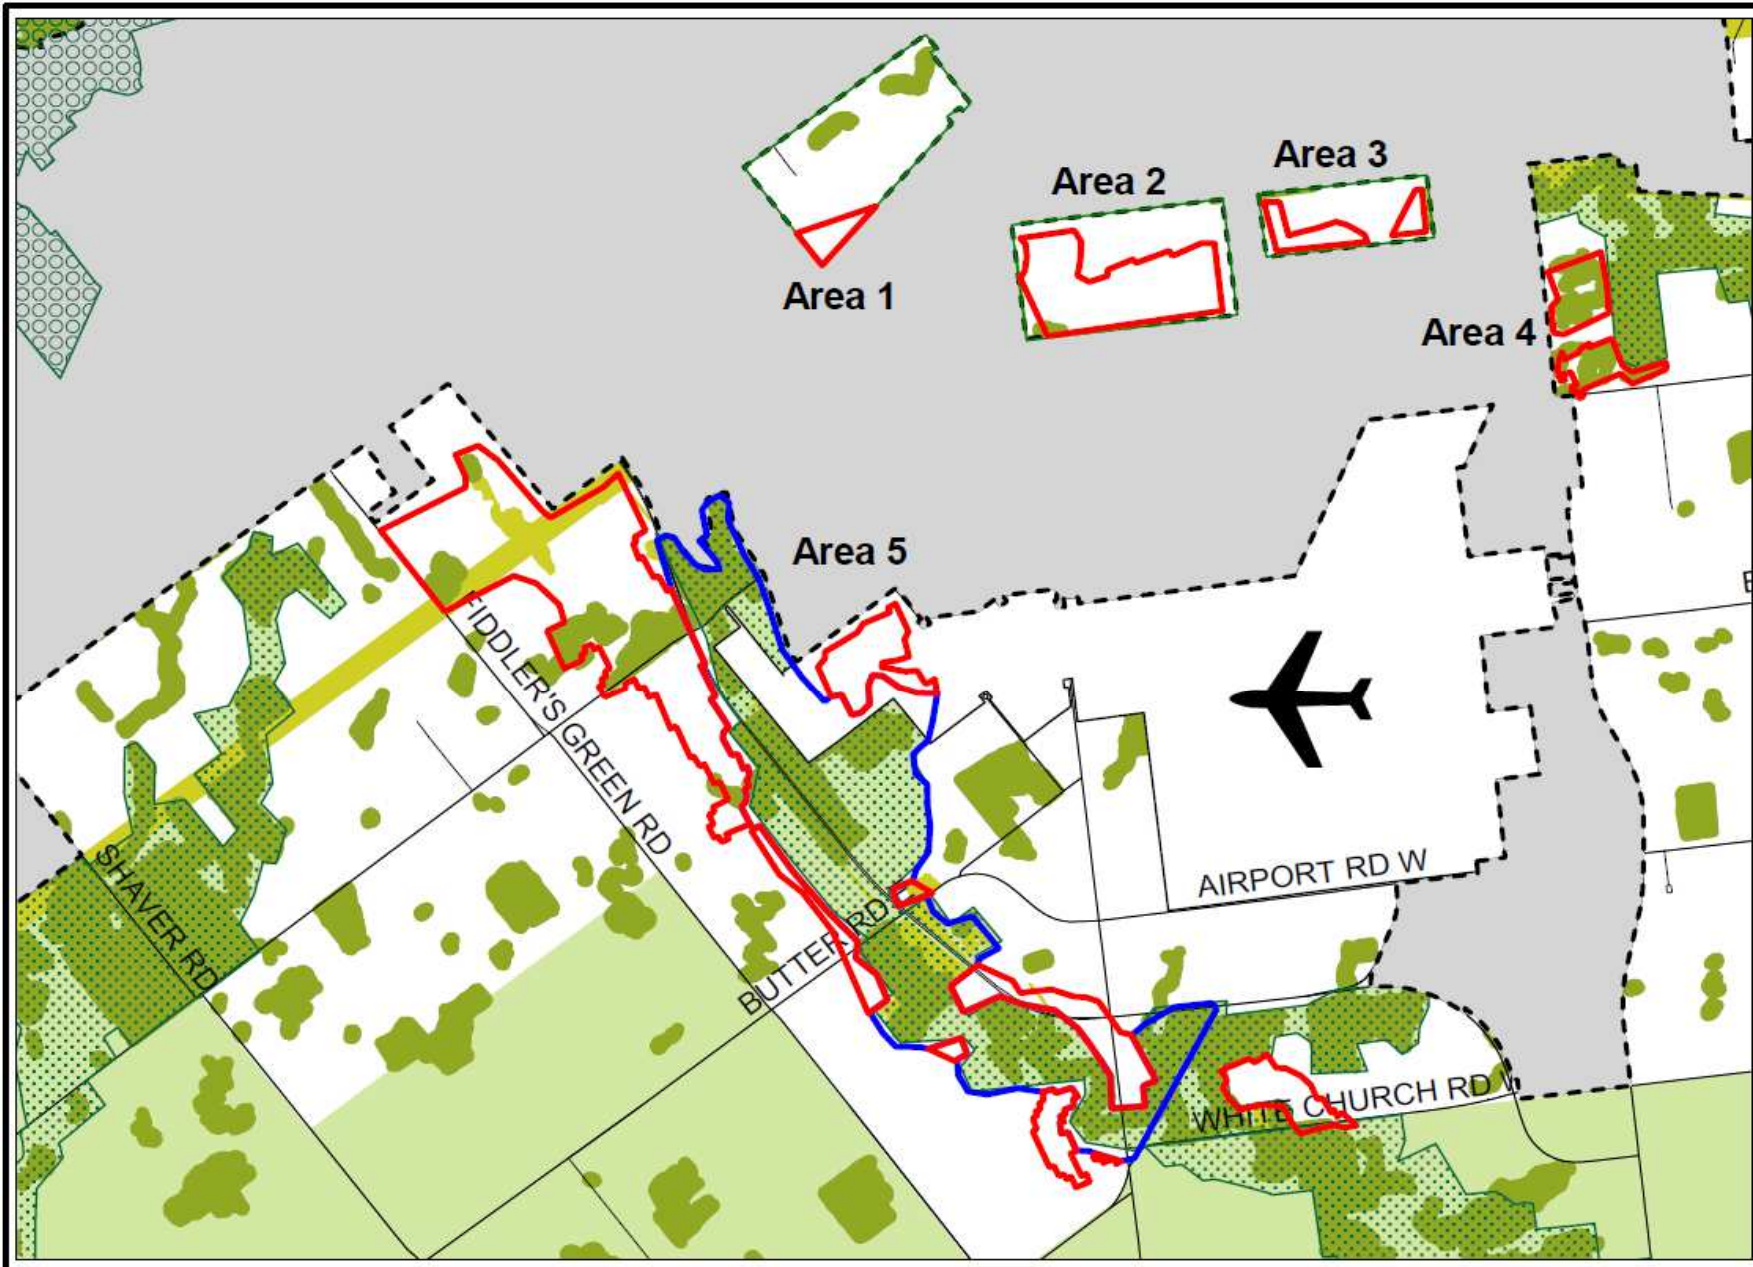 Area 3
Area 2
Area 1
Area 4
Area 5
E
FIDDLER'S GREEN RD
AIRPORT RD W
SHAVER RD
BUTTER RD
WHITE CHURCH RD